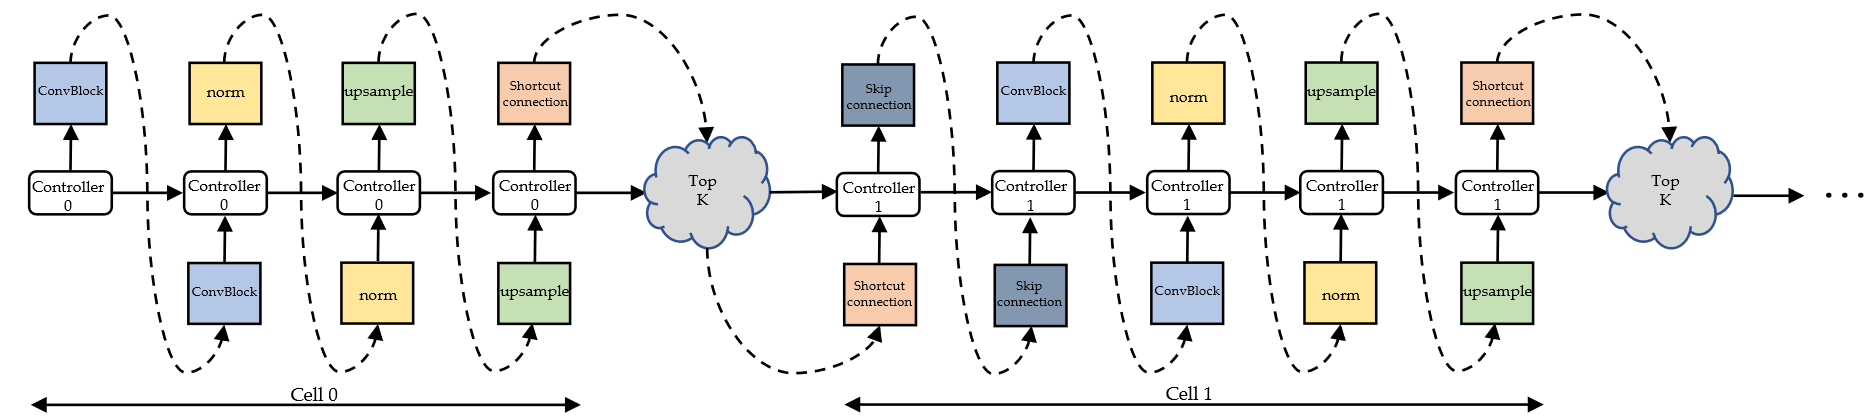 ConvBlock
norm
upsample
Shortcut
connection
Skip
connection
ConvBlock
norm
upsample
Shortcut
connection
Controller
0
Controller
0
Controller
0
Controller
0
Top
K
Controller
1
Controller
1
Controller
1
Controller
1
Controller
1
Top
K
...
ConvBlock
norm
upsample
Shortcut
connection
Skip
connection
ConvBlock
norm
upsample
Cell 0
Cell 1